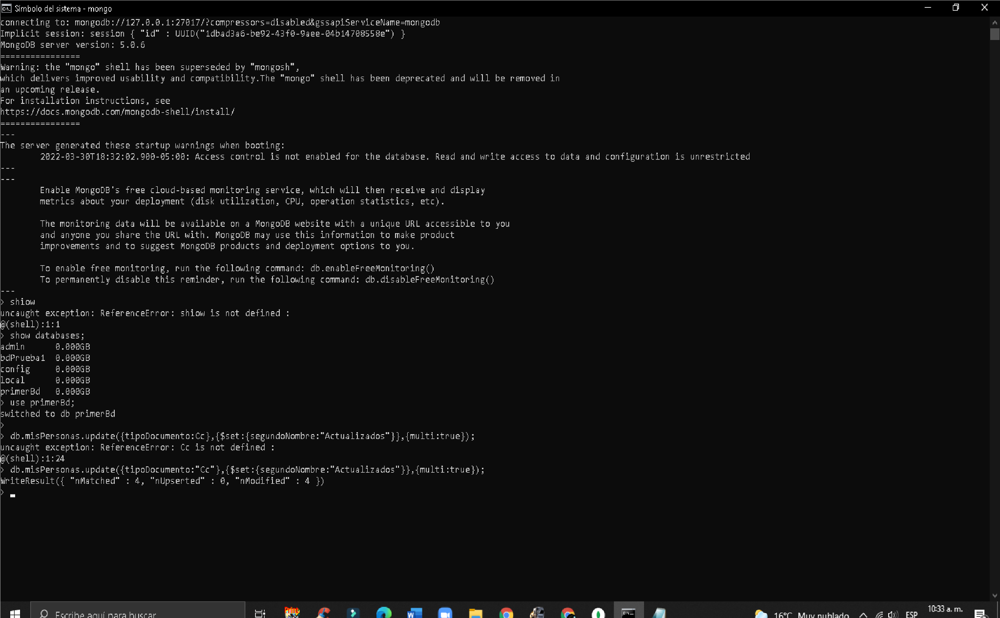 Símbolo del sistema - mongo
connecting to: mongodb://127.0.0.1:27017/?compressors=disabled&gssapiServiceName=mongodb
Implicit session: session { "id" : UUID("1dbad3a6-be92-43f0-9aee-04b14708558e") }
MongoDB server version: 5.0.6
================
Warning: the "mongo" shell has been superseded by "mongosh",
which delivers improved usability and compatibility.The "mongo" shell has been deprecated and will be removed in
an upcoming release.
For installation instructions, see
https://docs.mongodb.com/mongodb-shell/install/
================
---
The server generated these startup warnings when booting:
2022-03-30T18:32:02.900-05:00: Access control is not enabled for the database. Read and write access to data and configuration is unrestricted
---
---
Enable MongoDB's free cloud-based monitoring service, which will then receive and display
metrics about your deployment (disk utilization, CPU, operation statistics, etc).
The monitoring data will be available on a MongoDB website with a unique URL accessible to you
and anyone you share the URL with. MongoDB may use this information to make product
improvements and to suggest MongoDB products and deployment options to you.
To enable free monitoring, run the following command: db.enableFreeMonitoring()
To permanently disable this reminder, run the following command: db.disableFreeMonitoring()
---
> shiow
uncaught exception: ReferenceError: shiow is not defined :
@(shell):1:1
> show databases;
admin 0.000GB
bdPrueba1 0.000GB
config 0.000GB
local 0.000GB
primerBd 0.000GB
> use primerBd;
switched to db primerBd
>
> db.misPersonas.update({tipoDocumento:Cc},{$set:{segundoNombre:"Actualizados"}},{multi:true});
uncaught exception: ReferenceError: Cc is not defined :
@(shell):1:24
> db.misPersonas.update({tipoDocumento:"Cc"},{$set:{segundoNombre:"Actualizados"}},{multi:true});
WriteResult({ "nMatched" : 4, "nUpserted" : 0, "nModified" : 4 })
>
Escribe aquí para buscar
16°C Muy nublado
ESP
10:33 a. m.